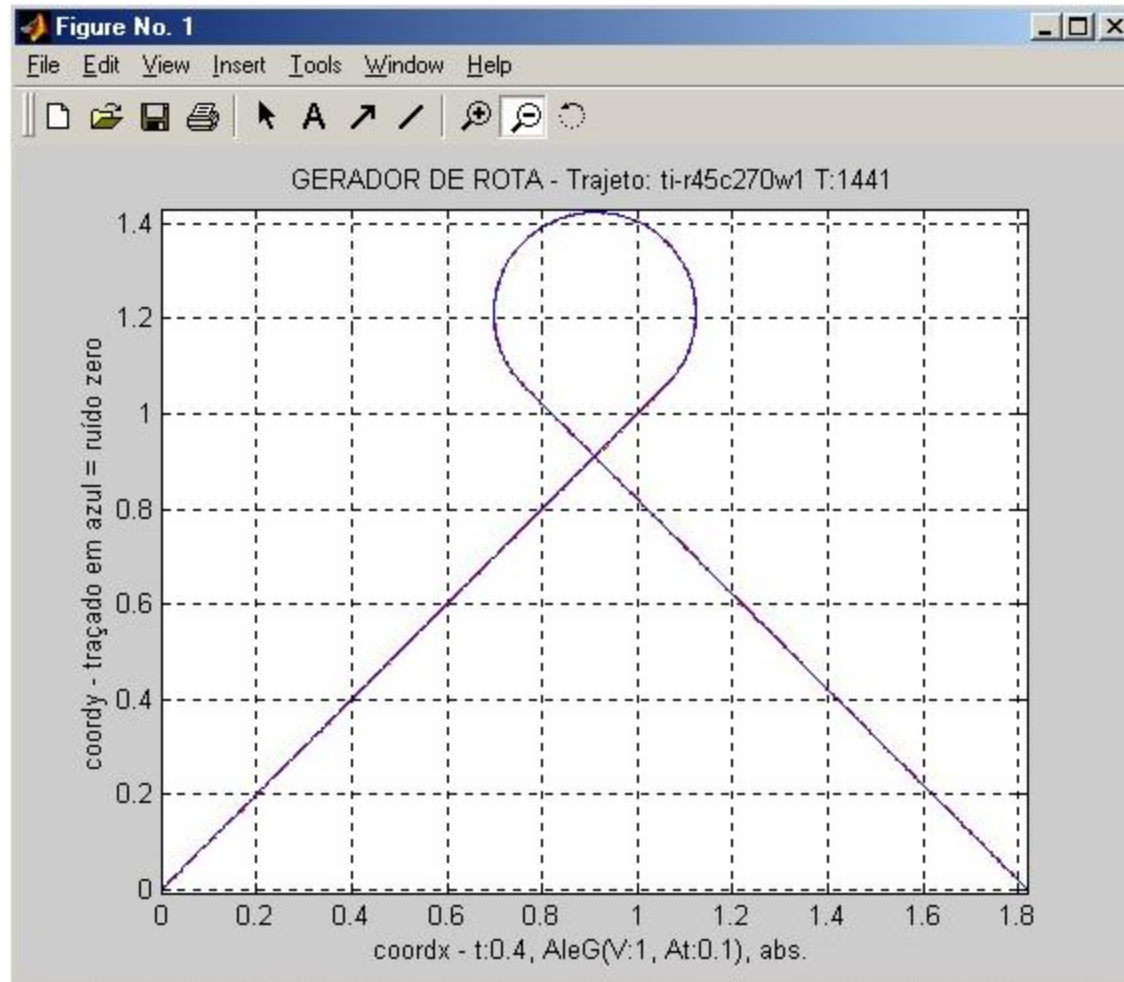 Figure No. 1
File Edit View Insert Tools Window Help
A
GERADOR DE ROTA - Trajeto: ti-r45c270w1 T:1441
coordy - traçado em azul = ruído zero
1.4
1.2
1
0.8
0.6
0.4
0.2
0
0 0.2 0.4 0.6 0.8 1 1.2 1.4 1.6 1.8
coordx - t:0.4, AleG(V:1, At:0.1), abs.